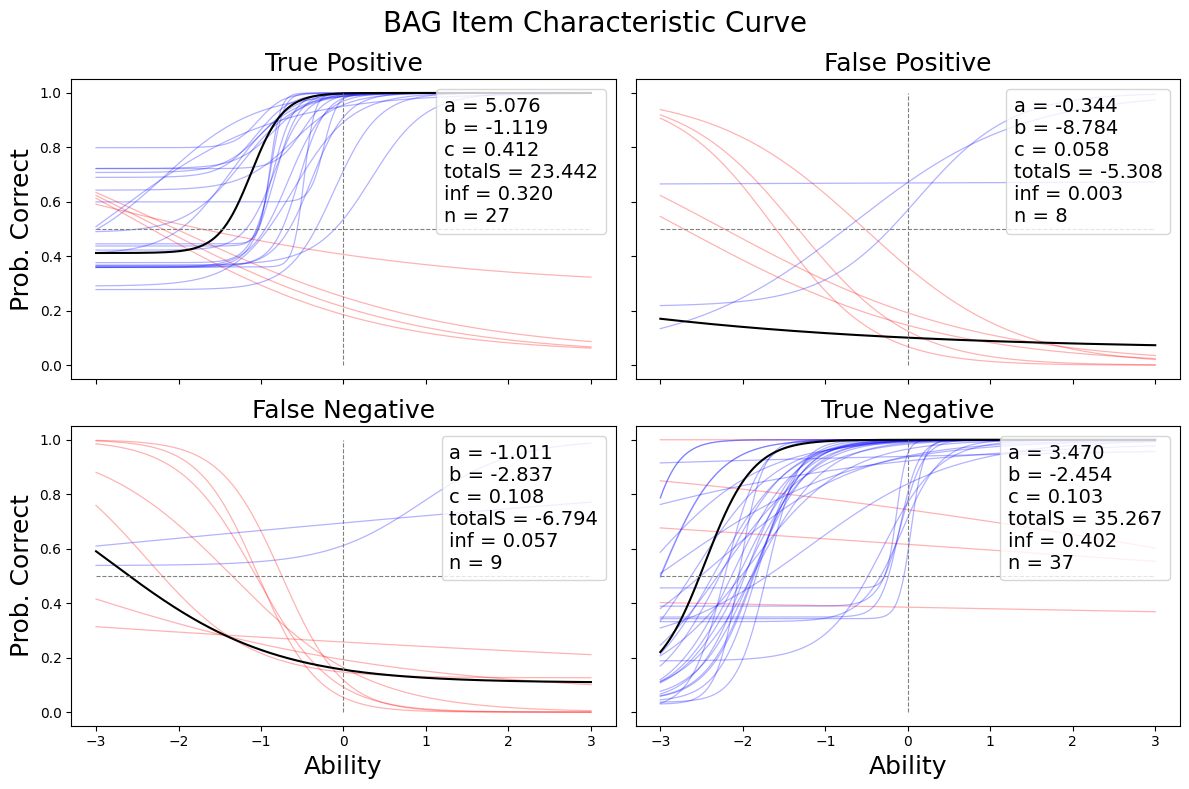 BAG Item Characteristic Curve
True Positive
False Positive
Prob. Correct
1.0
0.8
0.6
0.4
0.2
0.0
a = 5.076
b = -1.119
c = 0.412
totalS = 23.442
inf = 0.320
n = 27
a = -0.344
b = -8.784
c = 0.058
totalS = -5.308
inf = 0.003
n = 8
False Negative
True Negative
Prob. Correct
1.0
0.8
0.6
0.4
0.2
0.0
a = -1.011
b = -2.837
c = 0.108
totalS = -6.794
inf = 0.057
n = 9
a = 3.470
b = -2.454
c = 0.103
totalS = 35.267
inf = 0.402
n = 37
−3 −2 −1 0 1 2 3
−3 −2 −1 0 1 2 3
Ability
Ability